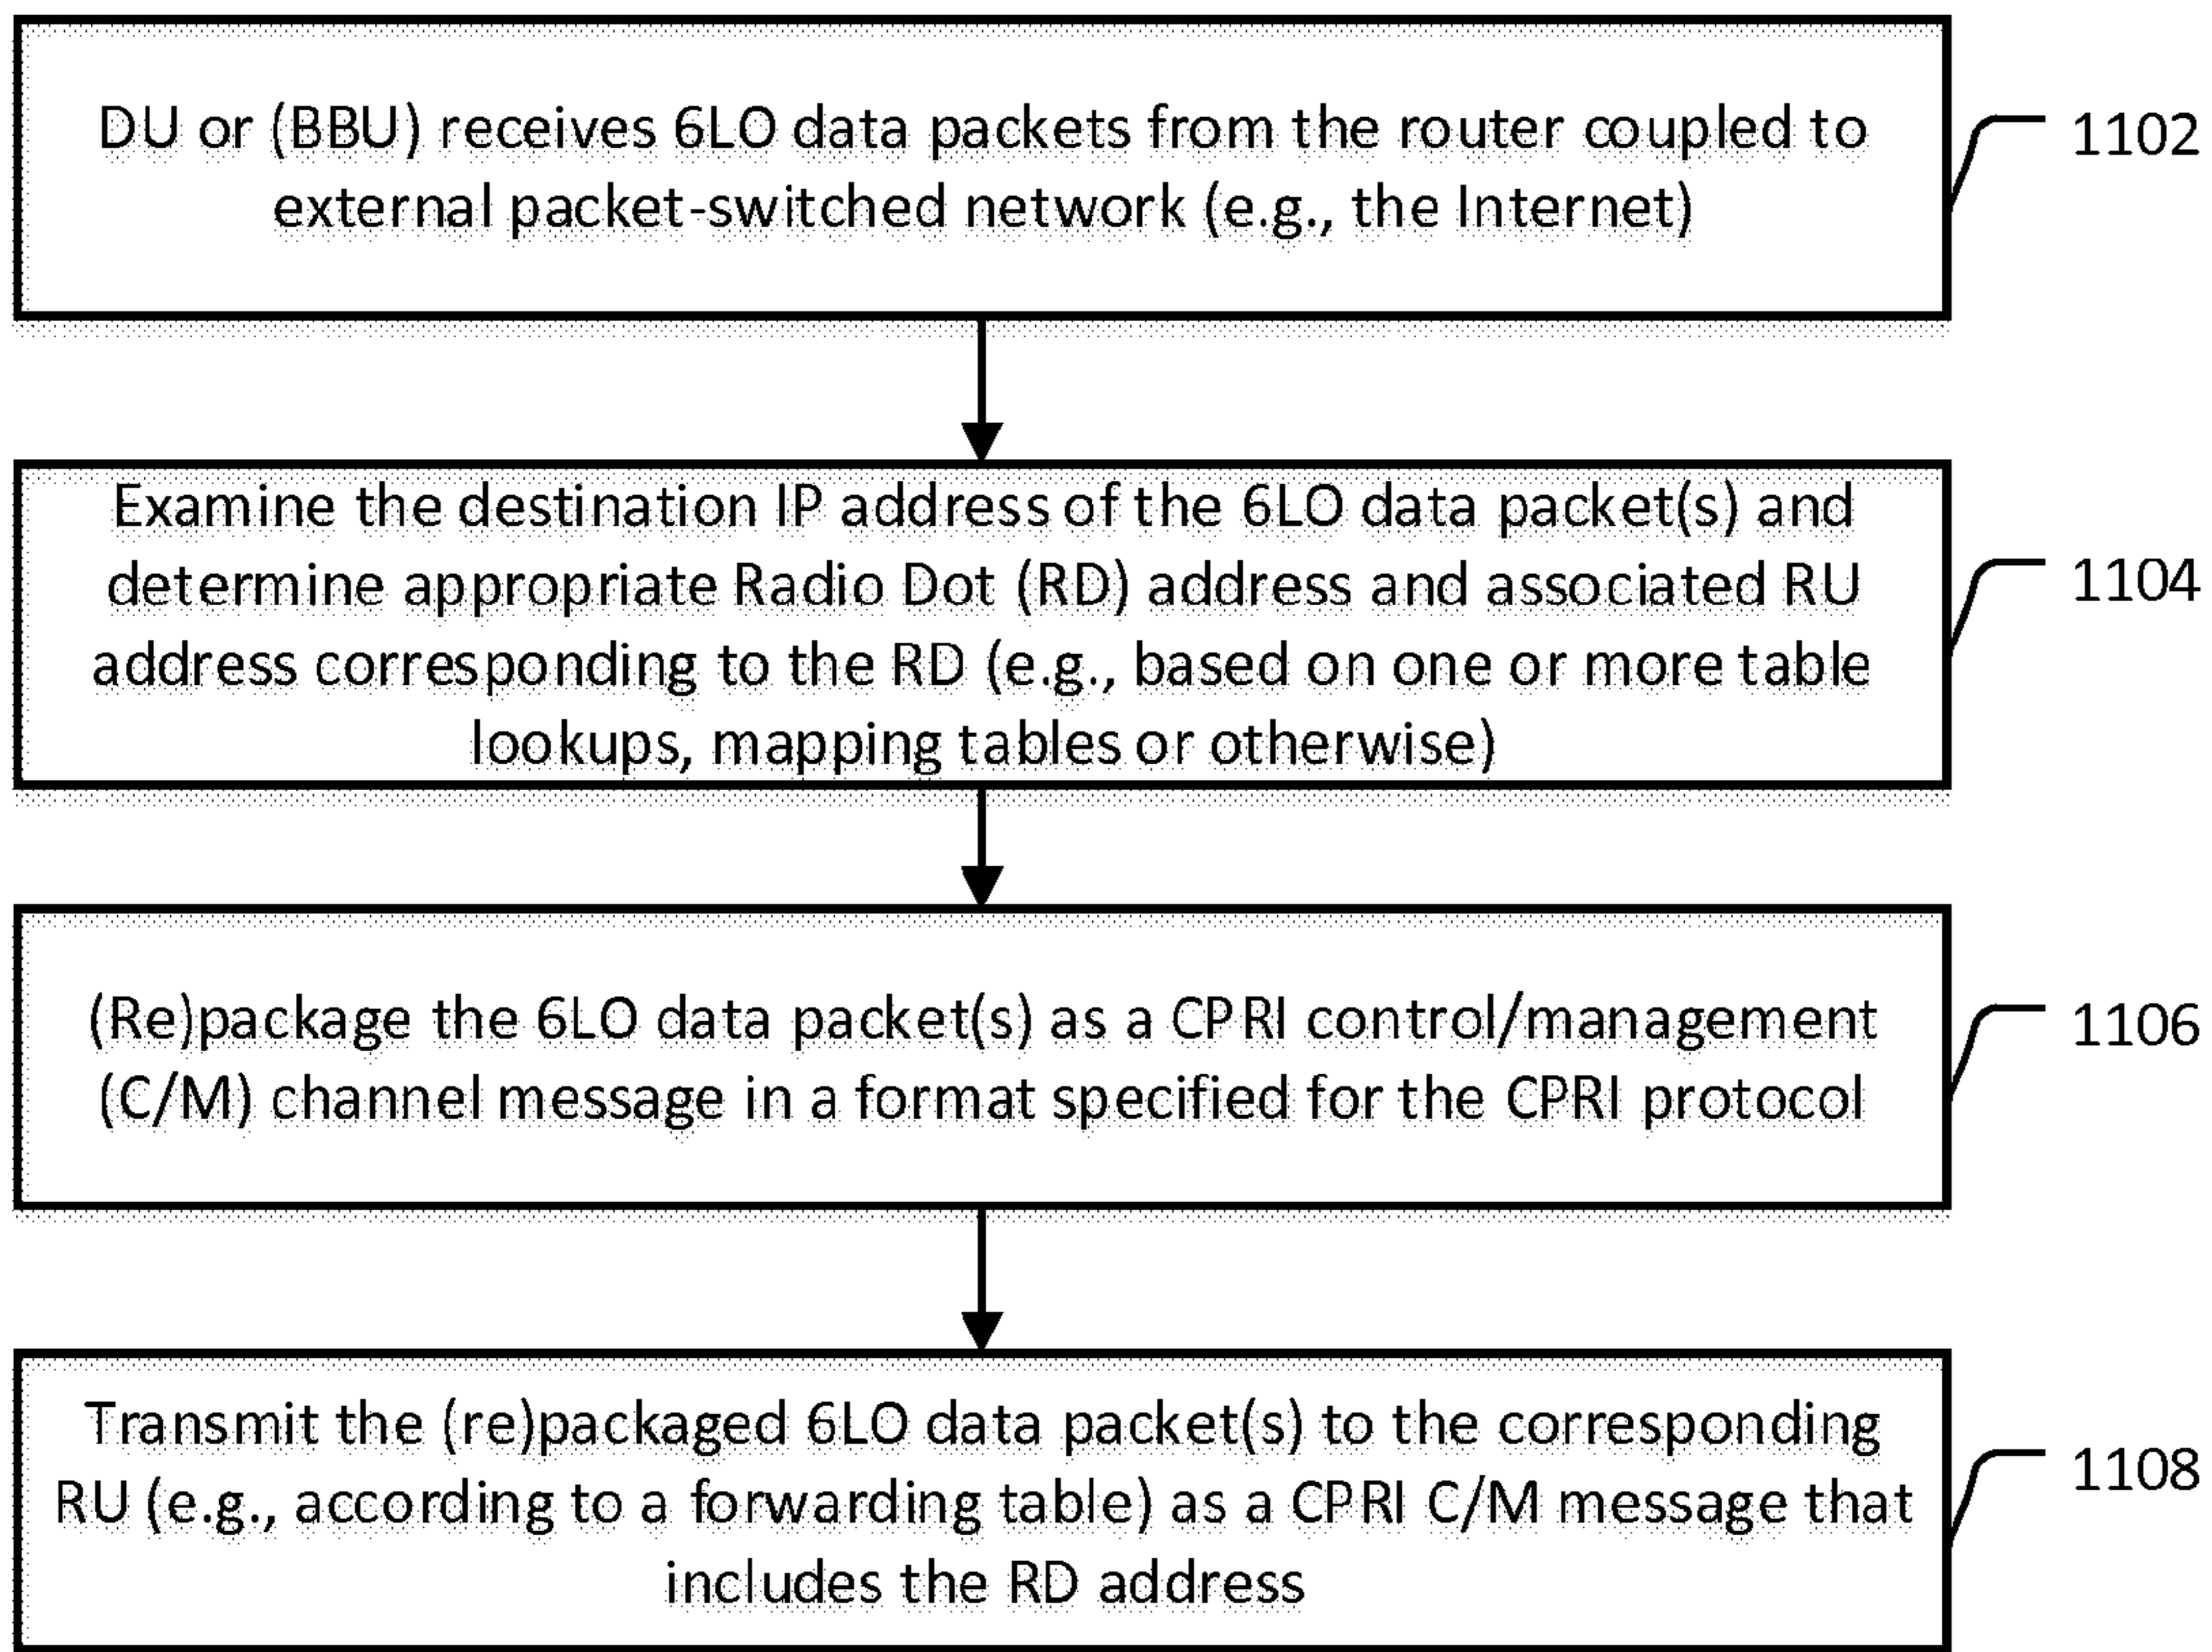 DU or (BBU) receives 6LO data packets from the router coupled to
external packet-switched network (e.g., the Internet)
1102
Examine the destination IP address of the 6LO data packet(s) and
determine appropriate Radio Dot (RD) address and associated RU
address corresponding to the RD (e.g., based on one or more table
lookups, mapping tables or otherwise)
1104
(Re)package the 6LO data packet(s) as a CPRI control/management
(C/M) channel message in a format specified for the CPRI protocol
1106
Transmit the (re)packaged 6LO data packet(s) to the corresponding
RU (e.g., according to a forwarding table) as a CPRI C/M message that
includes the RD address
1108